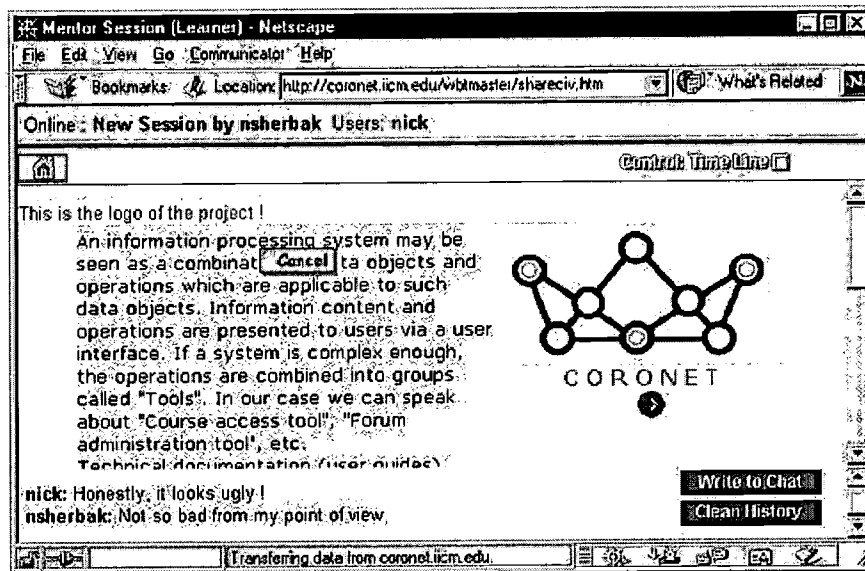 Mentor Session (Learner) - Netscape
File Edit View Go Communicator Help
Bookmarks Location: http://coronet.iicm.edu/wbtmaster/shareciv.htm What's Related N
Online : New Session by nsherbak Users: nick
Control: Time Line
This is the logo of the project !
An information processing system may be
seen as a combinat Cancel ta objects and
operations which are applicable to such
data objects. Information content and
operations are presented to users via a user
interface. If a system is complex enough,
the operations are combined into groups
called "Tools". In our case we can speak
about "Course access tool", "Forum
administration tool", etc.
Technical documentation (user guides)
CORONET
nick: Honestly, it looks ugly !
nsherbak: Not so bad from my point of view
Write to Chat
Clean History
Transferring data from coronet.iicm.edu.